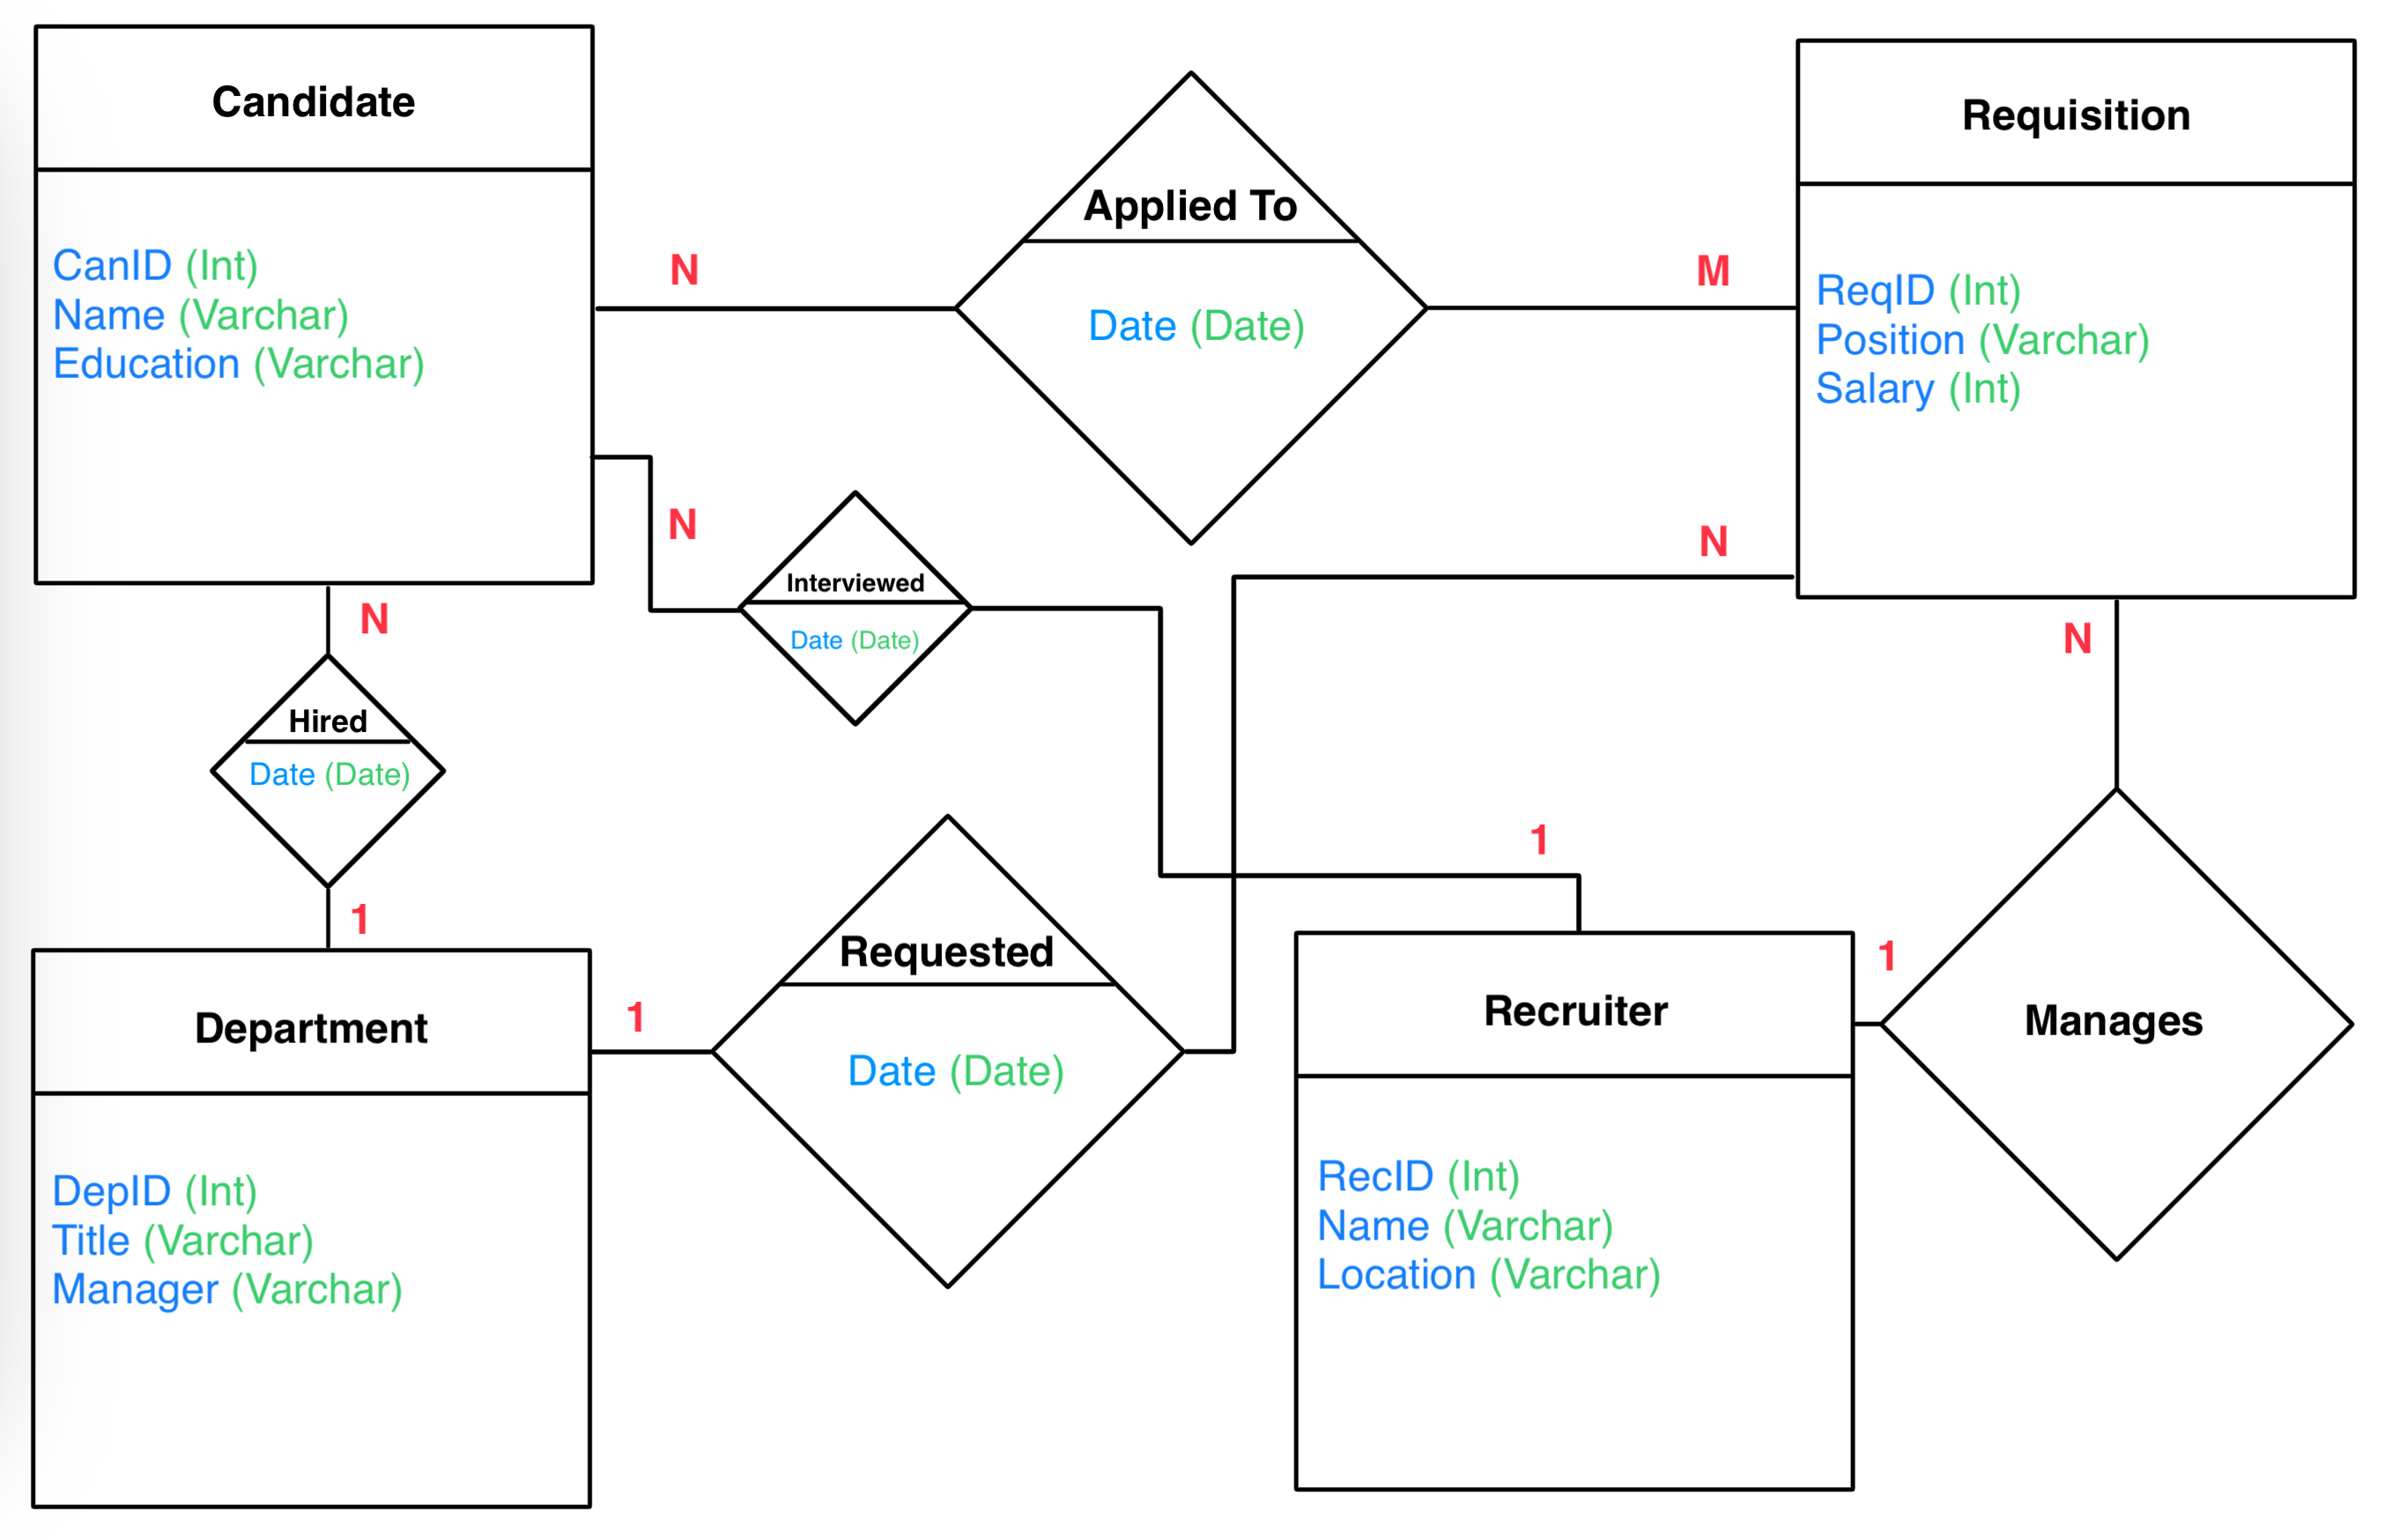 Candidate
CanID (Int)
Name (Varchar)
Education (Varchar)
N
Applied To
Date (Date)
M
Requisition
ReqID (Int)
Position (Varchar)
Salary (Int)
N
Interviewed
Date (Date)
N
N
N
Hired
Date (Date)
1
1
Department
DepID (Int)
Title (Varchar)
Manager (Varchar)
1
Requested
Date (Date)
Recruiter
RecID (Int)
Name (Varchar)
Location (Varchar)
1
Manages